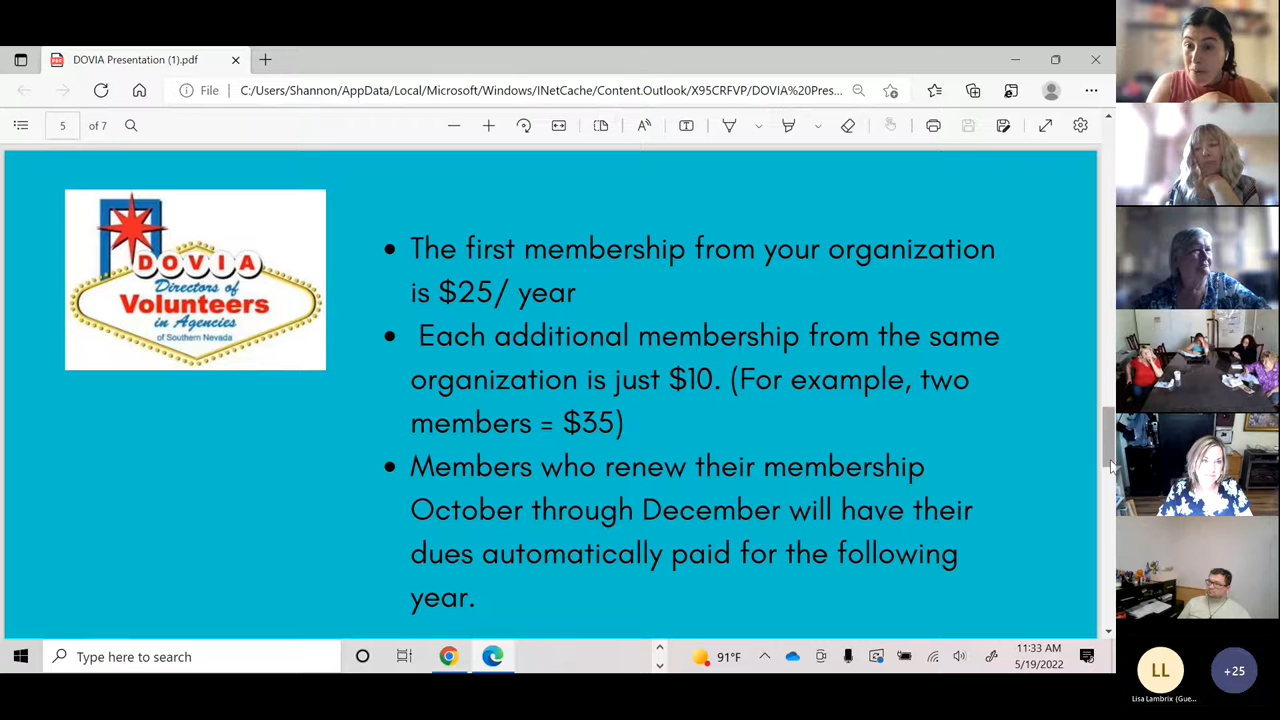 DOVIA Presentation (1).pdf
File
C:/Users/Shannon/AppData/Local/Microsoft/Windows/INetCache/Content.Outlook/X95CRFVP/DOVIA%20Pres...
5 of 7
DOVIA
Directors of
Volunteers
in Agencies
of Southern Nevada
• The first membership from your organization
is $25/ year
• Each additional membership from the same
organization is just $10. (For example, two
members = $35)
• Members who renew their membership
October through December will have their
dues automatically paid for the following
year.
Type here to search
91°F
11:33 AM
5/19/2022
LL
Lisa Lambrix (Gue...
+25